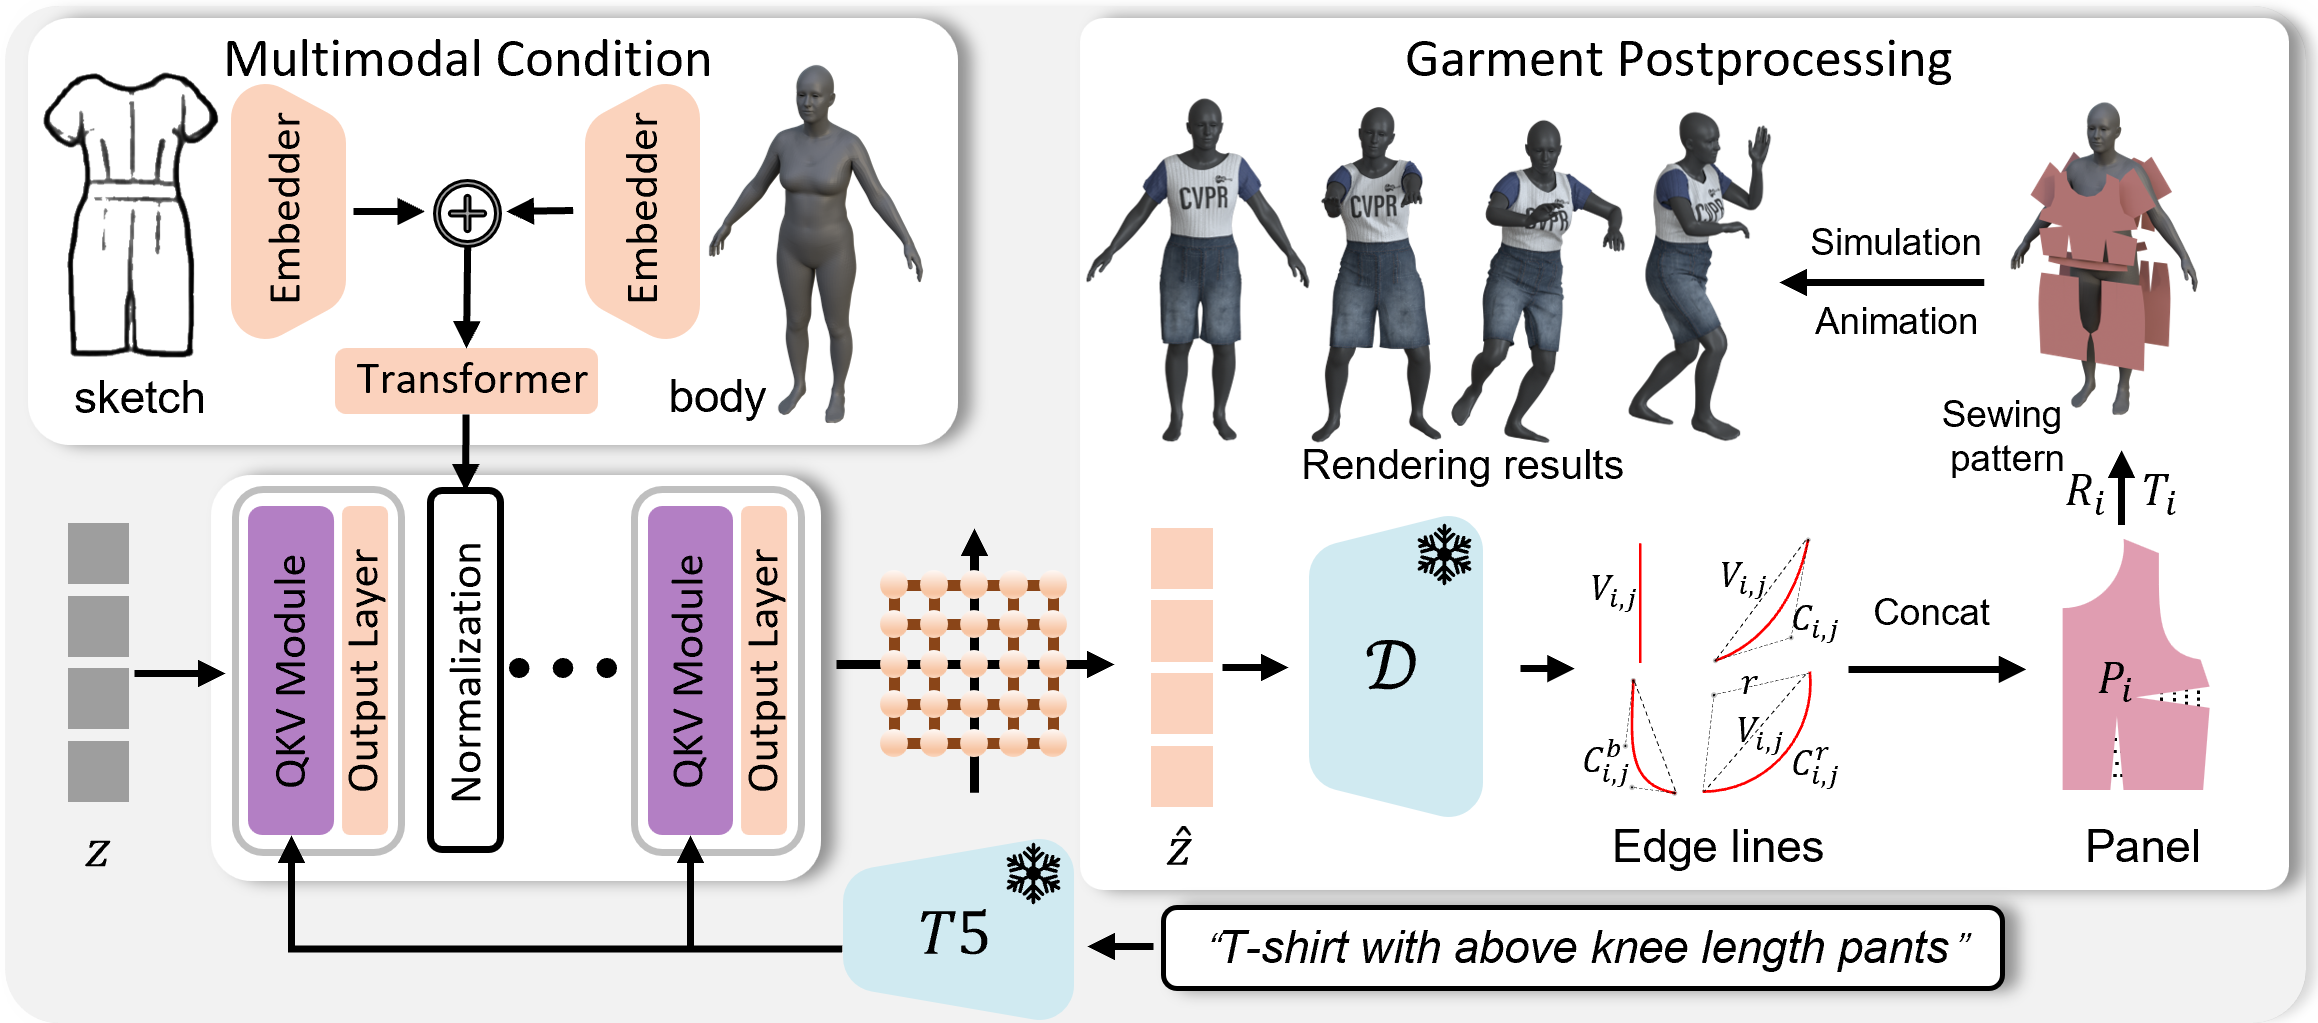 Multimodal Condition
Embedder
Embedder
sketch
Transformer
body
z
QKV Module
Output Layer
Normalization
QKV Module
Output Layer
T5
"T-shirt with above knee length pants"
Garment Postprocessing
CVPR
CVPR
CVPR
CVPR
Simulation
Animation
Rendering results
Sewing
pattern
R_i T_i
ẑ
𝒟
V_{i,j}
V_{i,j}
C_{i,j}
C^b_{i,j}
r
V_{i,j}
C^r_{i,j}
Edge lines
Concat
P_i
Panel